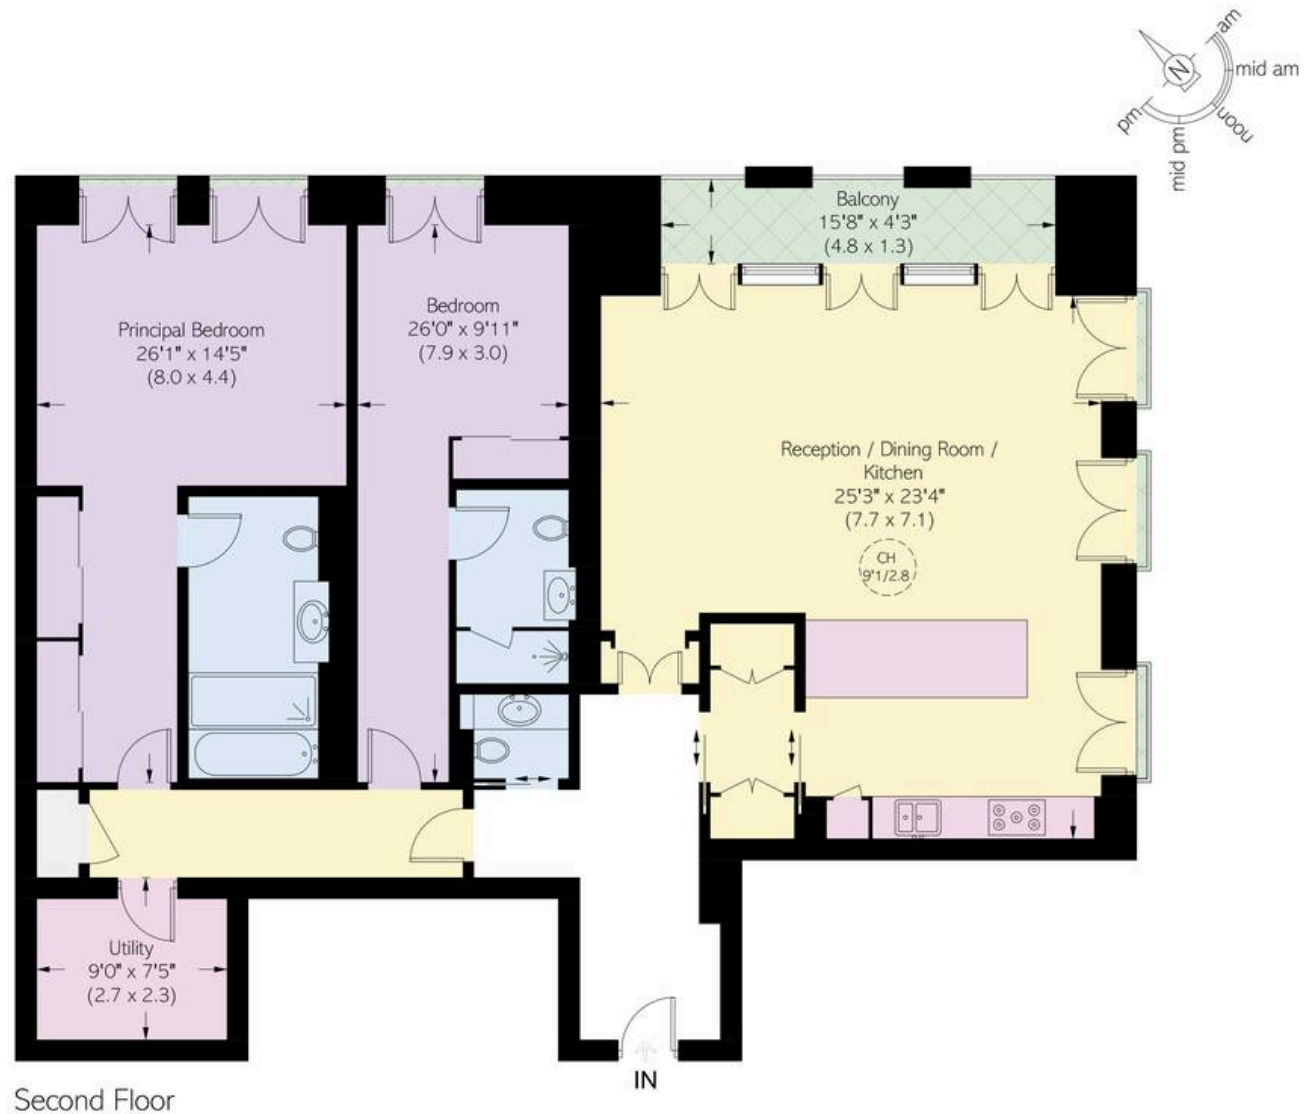 am
mid am
noon
mid pm
pm
N
Balcony
15'8" x 4'3"
(4.8 x 1.3)
Principal Bedroom
26'1" x 14'5"
(8.0 x 4.4)
Bedroom
26'0" x 9'11"
(7.9 x 3.0)
Reception / Dining Room /
Kitchen
25'3" x 23'4"
(7.7 x 7.1)
CH
9'1/2.8
Utility
9'0" x 7'5"
(2.7 x 2.3)
IN
Second Floor